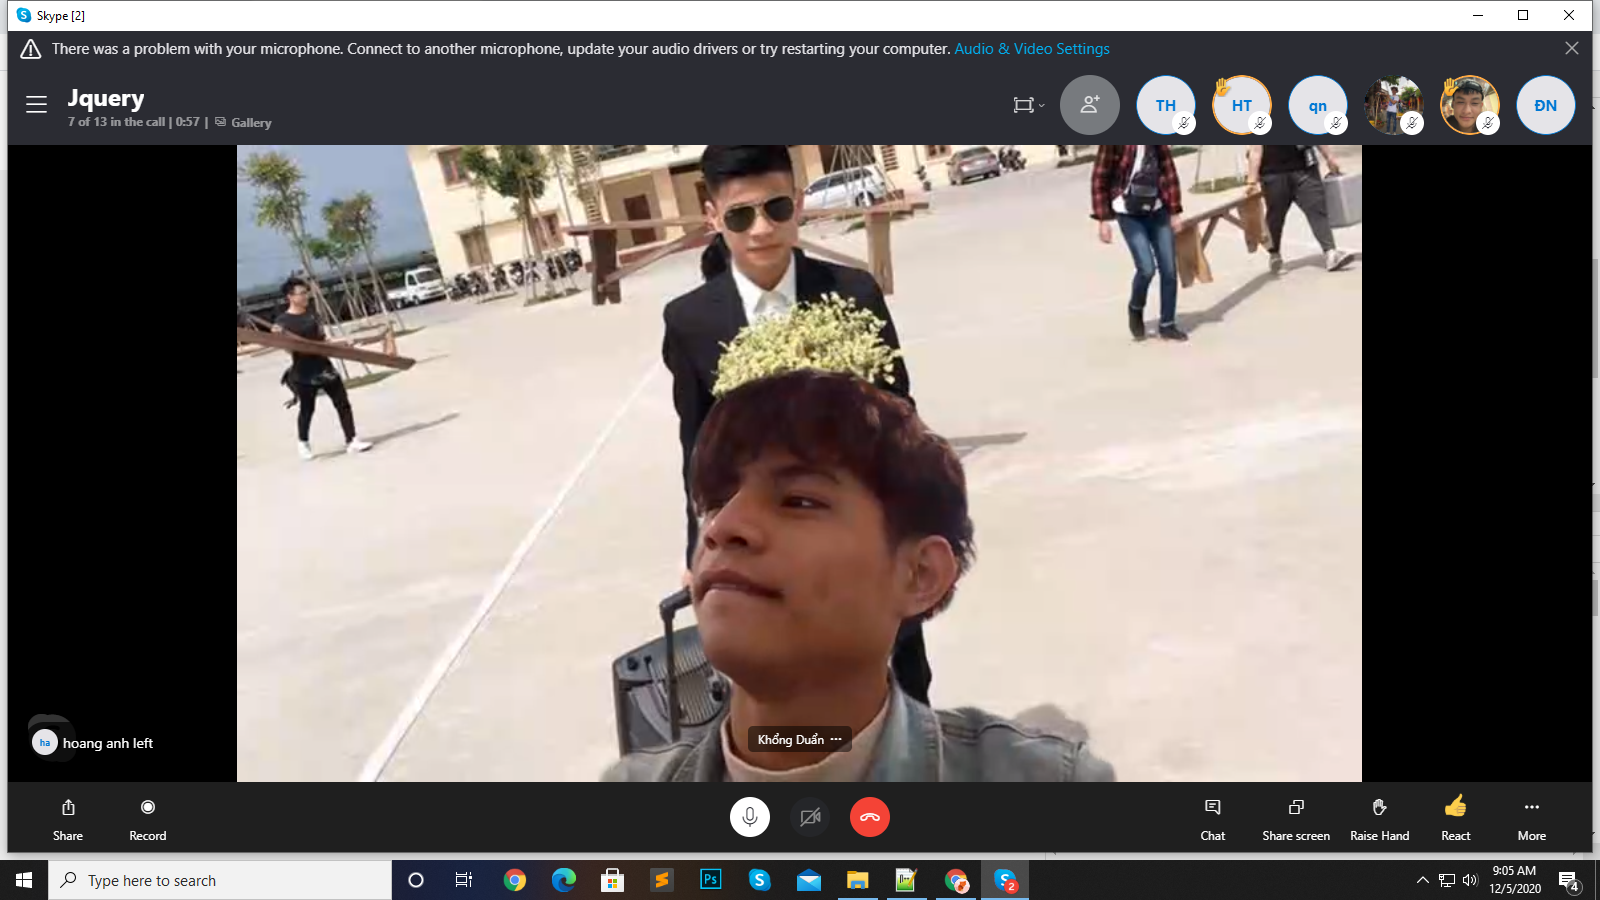 Skype [2]
There was a problem with your microphone. Connect to another microphone, update your audio drivers or try restarting your computer. Audio & Video Settings
Jquery
7 of 13 in the call | 0:57 | Gallery
TH
HT
qn
ĐN
ha
hoang anh left
Khổng Duẩn ···
Share
Record
Chat
Share screen
Raise Hand
React
More
Type here to search
Ps
2
9:05 AM
12/5/2020
4